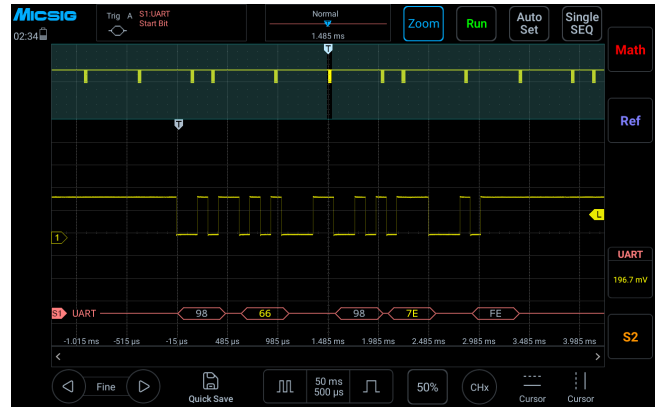 MICSIG
02:34
Trig A S1:UART
Start Bit
Normal
1.485 ms
Zoom
Run
Auto
Set
Single
SEQ
Math
T
Ref
T
L
1
UART
196.7 mV
S1 UART 98 66 98 7E FE
-1.015 ms -515 µs -15 µs 485 µs 985 µs 1.485 ms 1.985 ms 2.485 ms 2.985 ms 3.485 ms 3.985 ms
S2
< >
Fine
Quick Save
50 ms
500 µs
50%
CHx
Cursor
Cursor